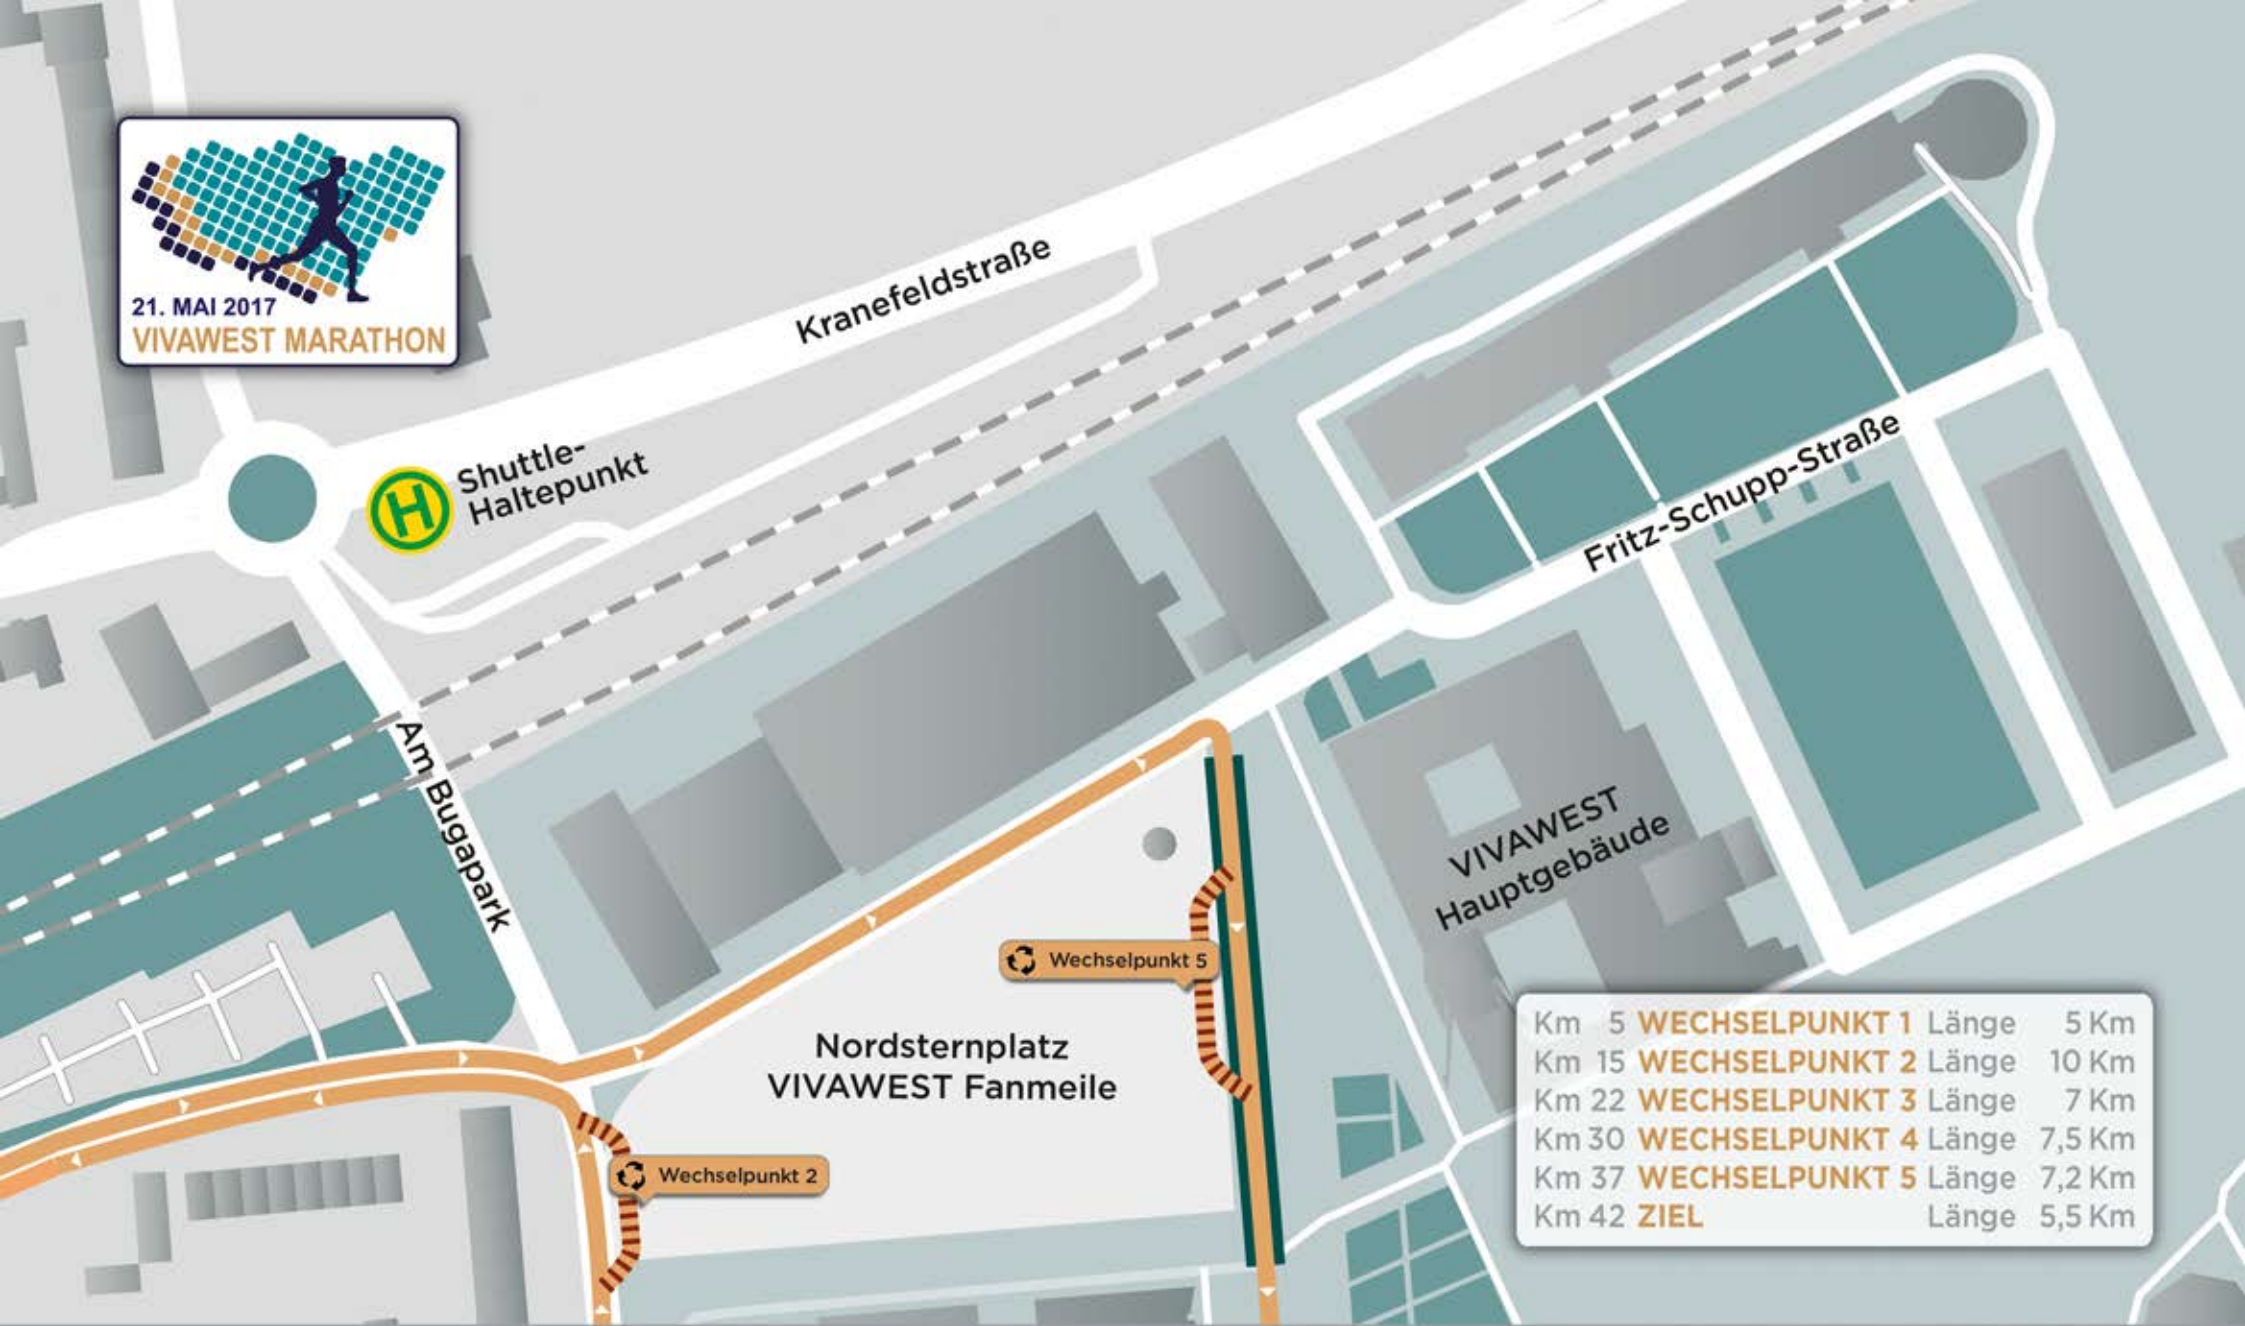 21. MAI 2017
VIVAWEST MARATHON
Kranefeldstraße
H
Shuttle-
Haltepunkt
Fritz-Schupp-Straße
Am Bugapark
VIVAWEST
Hauptgebäude
Wechselpunkt 5
Nordsternplatz
VIVAWEST Fanmeile
Wechselpunkt 2
Km 5 WECHSELPUNKT 1 Länge 5 Km
Km 15 WECHSELPUNKT 2 Länge 10 Km
Km 22 WECHSELPUNKT 3 Länge 7 Km
Km 30 WECHSELPUNKT 4 Länge 7,5 Km
Km 37 WECHSELPUNKT 5 Länge 7,2 Km
Km 42 ZIEL Länge 5,5 Km